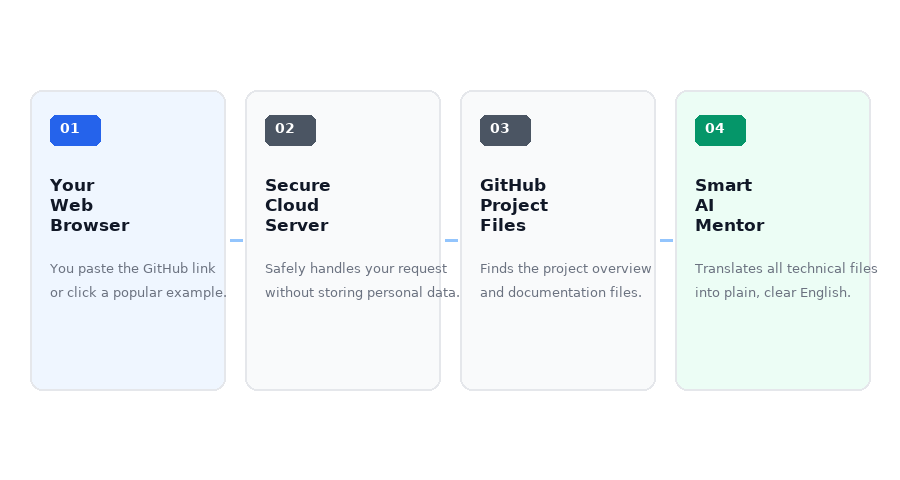 01
Your
Web
Browser
You paste the GitHub link
or click a popular example.
02
Secure
Cloud
Server
Safely handles your request
without storing personal data.
03
GitHub
Project
Files
Finds the project overview
and documentation files.
04
Smart
AI
Mentor
Translates all technical files
into plain, clear English.